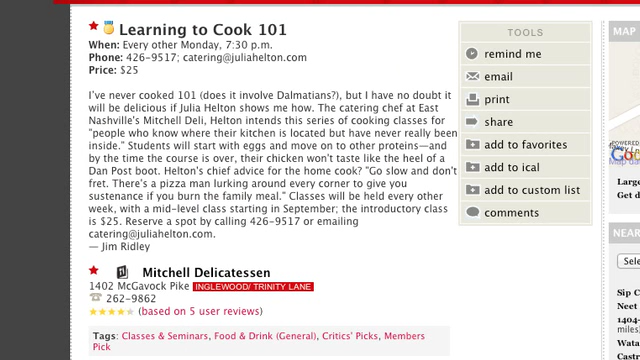 Learning to Cook 101
When: Every other Monday, 7:30 p.m.
Phone: 426-9517; catering@juliahelton.com
Price: $25
I've never cooked 101 (does it involve Dalmatians?), but I have no doubt it
will be delicious if Julia Helton shows me how. The catering chef at East
Nashville's Mitchell Deli, Helton intends this series of cooking classes for
"people who know where their kitchen is located but have never really been
inside." Students will start with eggs and move on to other proteins—and
by the time the course is over, their chicken won't taste like the heel of a
Dan Post boot. Helton's chief advice for the home cook? "Go slow and don't
fret. There's a pizza man lurking around every corner to give you
sustenance if you burn the family meal." Classes will be held every other
week, with a mid-level class starting in September; the introductory class
is $25. Reserve a spot by calling 426-9517 or emailing
catering@juliahelton.com.
— Jim Ridley
Mitchell Delicatessen
1402 McGavock Pike INGLEWOOD/ TRINITY LANE
262-9862
(based on 5 user reviews)
Tags: Classes & Seminars, Food & Drink (General), Critics' Picks, Members
Pick
TOOLS
remind me
email
print
share
add to favorites
add to ical
add to custom list
comments
MAP
POWERED
Large
Get d
NEAR
Sele
Sip C
Neet
1404-
miles)
Wata